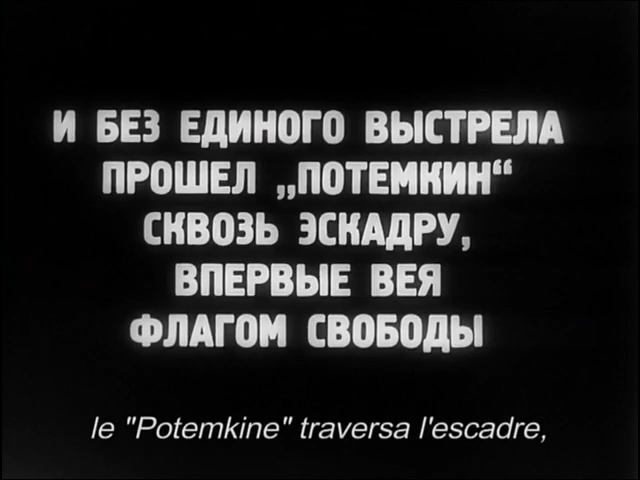 И БЕЗ ЕДИНОГО ВЫСТРЕЛА
ПРОШЕЛ „ПОТЕМКИН“
СКВОЗЬ ЭСКАДРУ,
ВПЕРВЫЕ ВЕЯ
ФЛАГОМ СВОБОДЫ
le "Potemkine" traversa l'escadre,